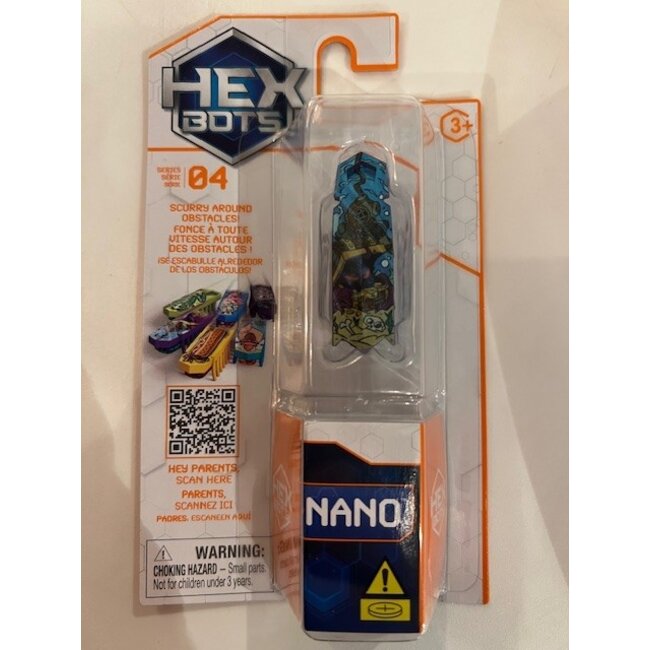 HEX
BOTS
3+
SERIES
SÉRIE
SERIE
04
SCURRY AROUND
OBSTACLES!
FONCE À TOUTE
VITESSE AUTOUR
DES OBSTACLES !
¡SE ESCABULLE ALREDEDOR
DE LOS OBSTÁCULOS!
HEY PARENTS,
SCAN HERE
PARENTS,
SCANNEZ ICI
PADRES, ESCANEEN AQUÍ
WARNING:
CHOKING HAZARD – Small parts.
Not for children under 3 years.
NANO